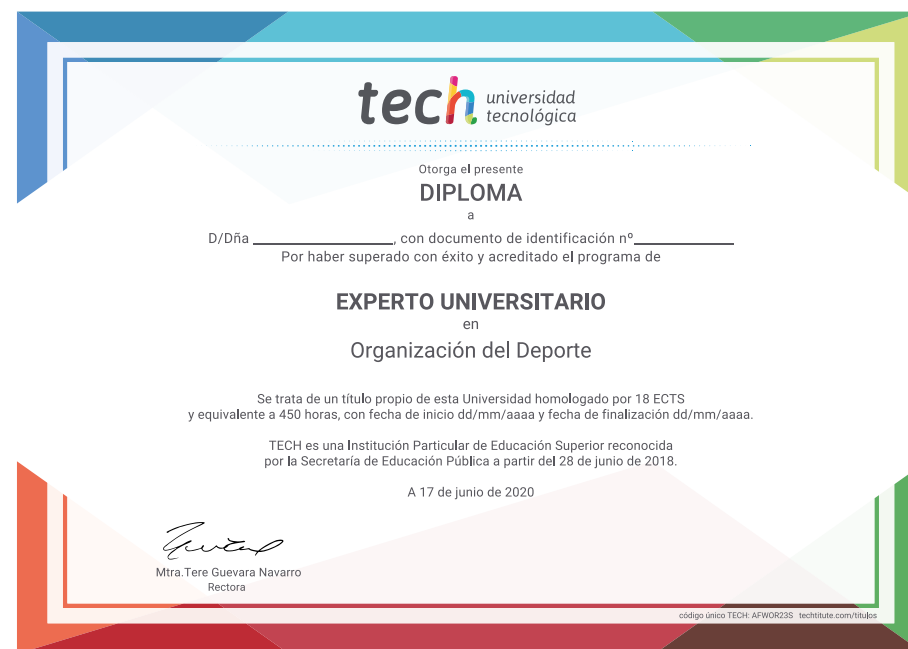 tech universidad
tecnológica
Otorga el presente
DIPLOMA
a
D/Dña ____________________, con documento de identificación nº______________
Por haber superado con éxito y acreditado el programa de
EXPERTO UNIVERSITARIO
en
Organización del Deporte
Se trata de un título propio de esta Universidad homologado por 18 ECTS
y equivalente a 450 horas, con fecha de inicio dd/mm/aaaa y fecha de finalización dd/mm/aaaa.
TECH es una Institución Particular de Educación Superior reconocida
por la Secretaría de Educación Pública a partir del 28 de junio de 2018.
A 17 de junio de 2020
Mtra.Tere Guevara Navarro
Rectora
código único TECH: AFWOR23S techtitute.com/titulos